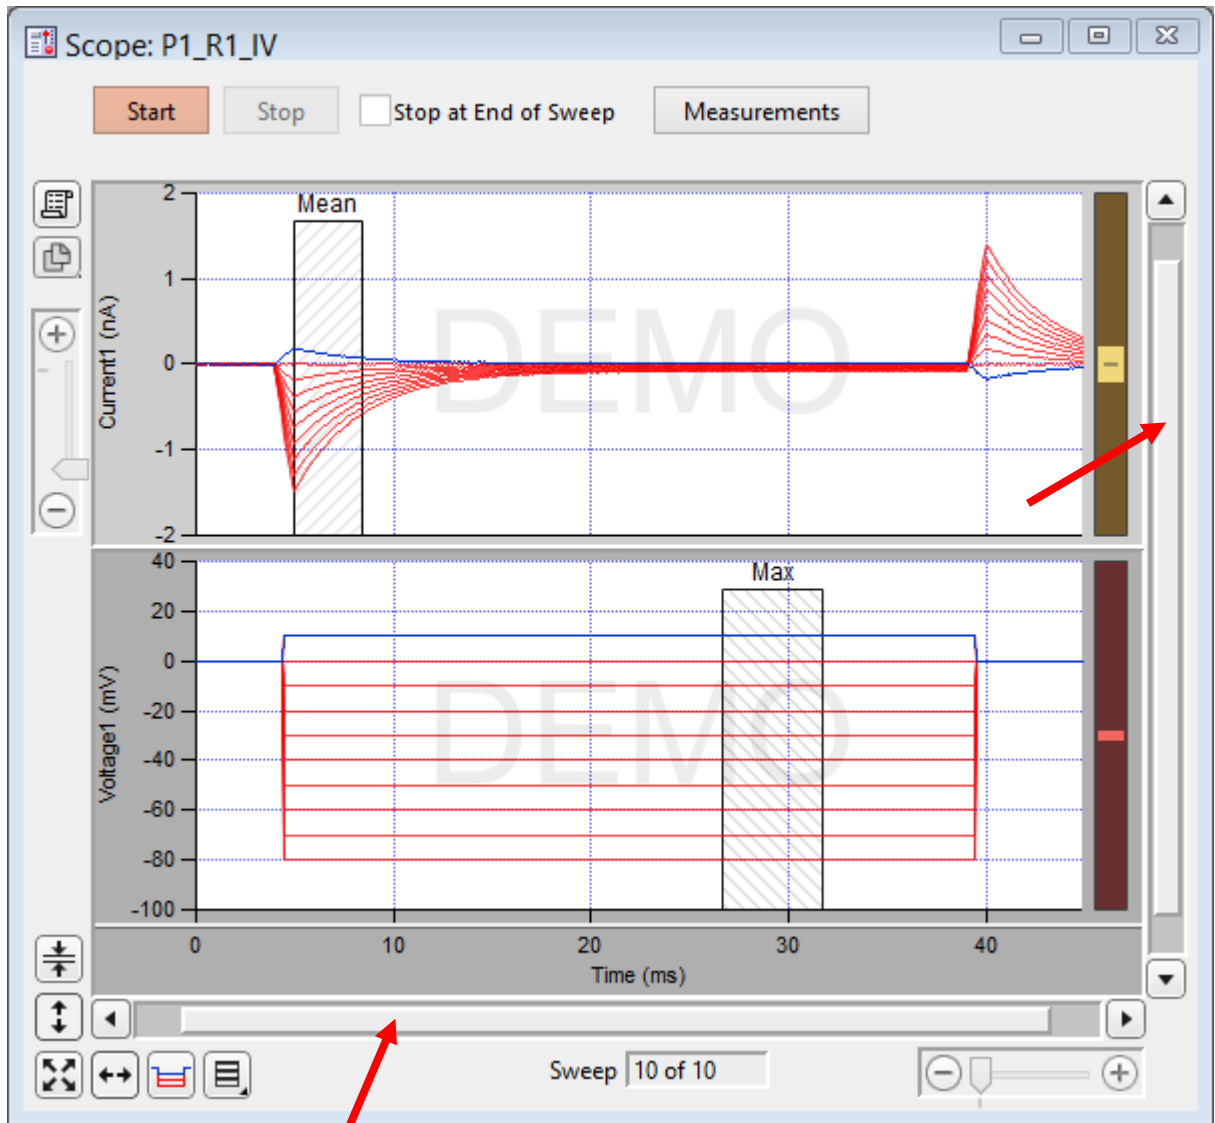 Scope: P1_R1_IV
Start
Stop
Stop at End of Sweep
Measurements
2
1
0
-1
-2
Current1 (nA)
Mean
DEMO
40
20
0
-20
-40
-60
-80
-100
Voltage1 (mV)
Max
DEMO
0
10
20
30
40
Time (ms)
Sweep
10 of 10